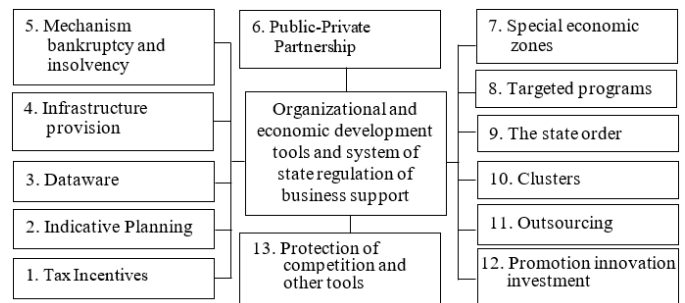 5. Mechanism
bankruptcy and
insolvency
4. Infrastructure
provision
3. Dataware
2. Indicative Planning
1. Tax Incentives
6. Public-Private
Partnership
Organizational and
economic development
tools and system of
state regulation of
business support
13. Protection of
competition and
other tools
7. Special economic
zones
8. Targeted programs
9. The state order
10. Clusters
11. Outsourcing
12. Promotion innovation
investment